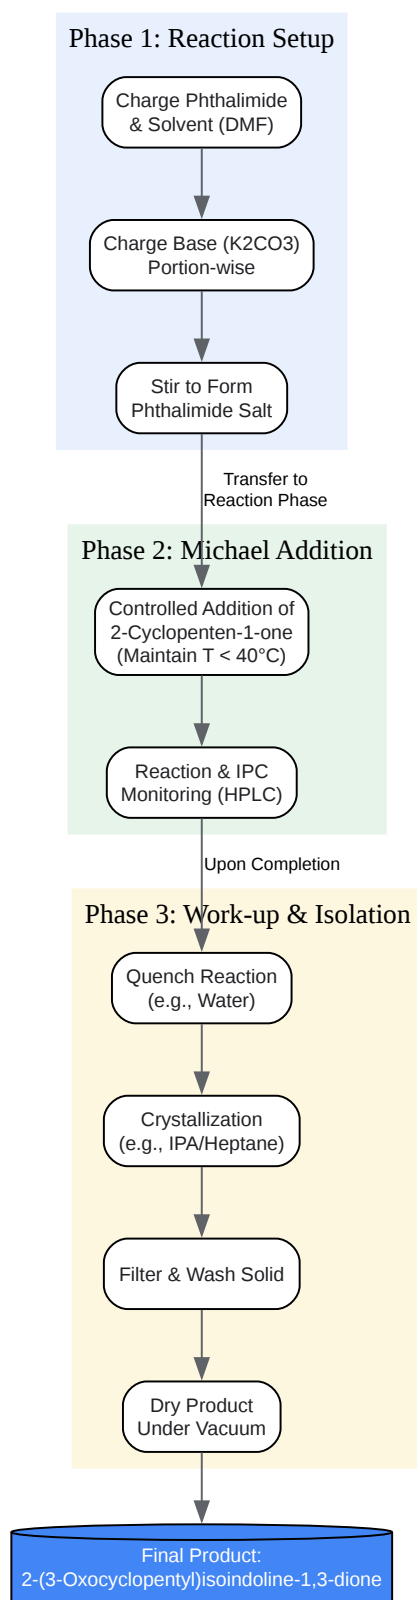 Phase 1: Reaction Setup
Charge Phthalimide
& Solvent (DMF)
Charge Base (K2CO3)
Portion-wise
Stir to Form
Phthalimide Salt
Transfer to
Reaction Phase
Phase 2: Michael Addition
Controlled Addition of
2-Cyclopenten-1-one
(Maintain T < 40°C)
Reaction & IPC
Monitoring (HPLC)
Upon Completion
Phase 3: Work-up & Isolation
Quench Reaction
(e.g., Water)
Crystallization
(e.g., IPA/Heptane)
Filter & Wash Solid
Dry Product
Under Vacuum
Final Product:
2-(3-Oxocyclopentyl)isoindoline-1,3-dione